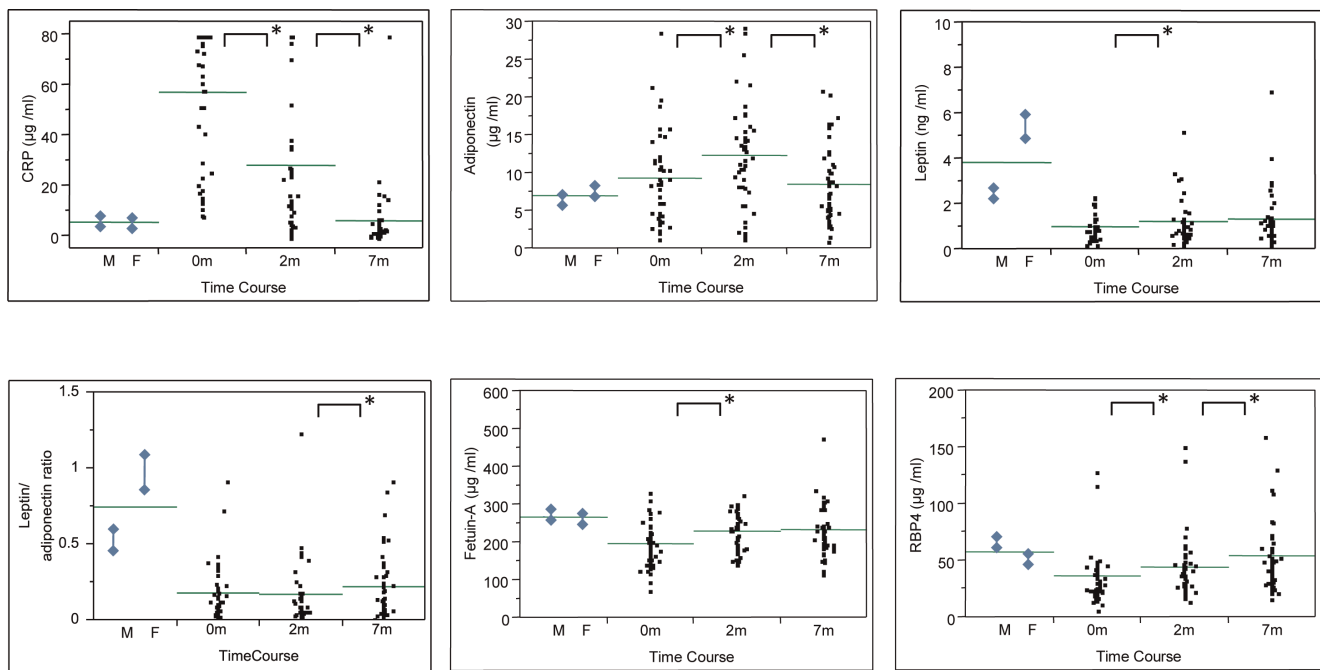 CRP (µg /ml)
80
60
40
20
0
* *
M F 0m 2m 7m
Time Course
Adiponectin
(µg /ml)
30
25
20
15
10
5
0
* *
M F 0m 2m 7m
Time Course
Leptin (ng /ml)
10
8
6
4
2
0
*
M F 0m 2m 7m
Time Course
Leptin/
adiponectin ratio
1.5
1
0.5
0
*
M F 0m 2m 7m
TimeCourse
Fetuin-A (µg /ml)
600
500
400
300
200
100
0
*
M F 0m 2m 7m
Time Course
RBP4 (µg /ml)
200
150
100
50
0
* *
M F 0m 2m 7m
Time Course